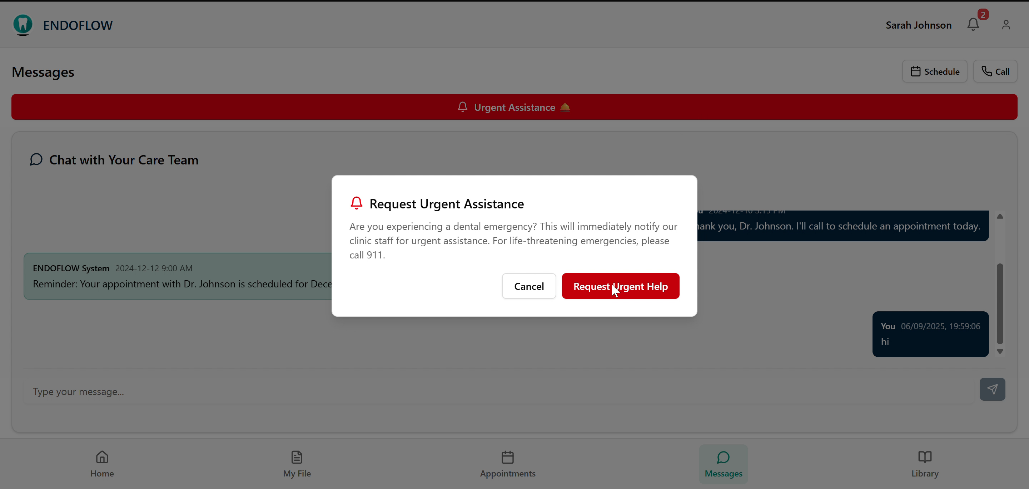 ENDOFLOW
Sarah Johnson
2
Messages
Schedule
Call
Urgent Assistance
Chat with Your Care Team
Request Urgent Assistance
Are you experiencing a dental emergency? This will immediately notify our
clinic staff for urgent assistance. For life-threatening emergencies, please
call 911.
Cancel
Request Urgent Help
ank you, Dr. Johnson. I'll call to schedule an appointment today.
ENDOFLOW System 2024-12-12 9:00 AM
Reminder: Your appointment with Dr. Johnson is scheduled for Dece
You 06/09/2025, 19:59:06
hi
Type your message...
Home
My File
Appointments
Messages
Library